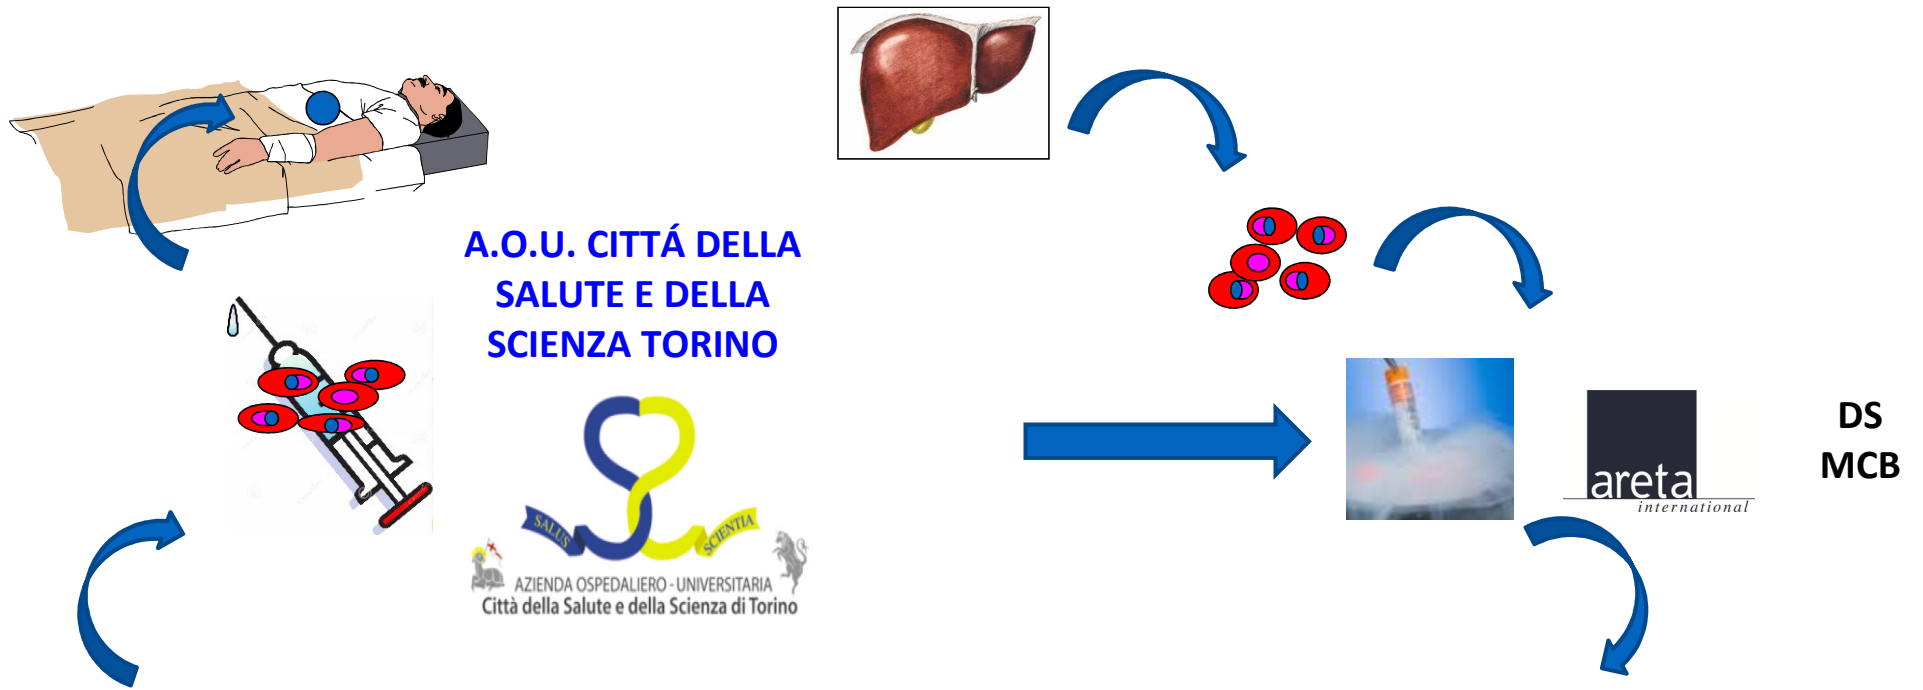 A.O.U. CITTÁ DELLA
SALUTE E DELLA
SCIENZA TORINO
SALUS
SCIENTIA
AZIENDA OSPEDALIERO - UNIVERSITARIA
Città della Salute e della Scienza di Torino
areta
international
DS
MCB